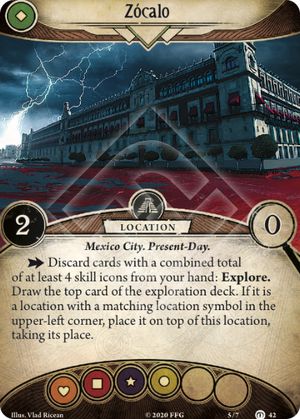 Zócalo
2
LOCATION
0
Mexico City. Present-Day.
Discard cards with a combined total
of at least 4 skill icons from your hand: Explore.
Draw the top card of the exploration deck. If it is
a location with a matching location symbol in the
upper-left corner, place it on top of this location,
taking its place.
Illus. Vlad Ricean
© 2020 FFG
5/7
42